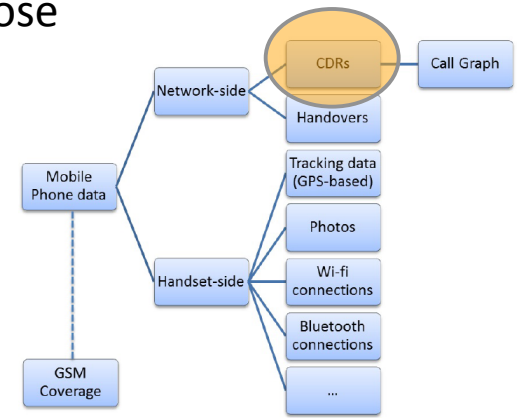 ose
CDRs
Call Graph
Network-side
Handovers
Mobile
Phone data
Tracking data
(GPS-based)
Photos
Handset-side
Wi-fi
connections
Bluetooth
connections
GSM
Coverage
...